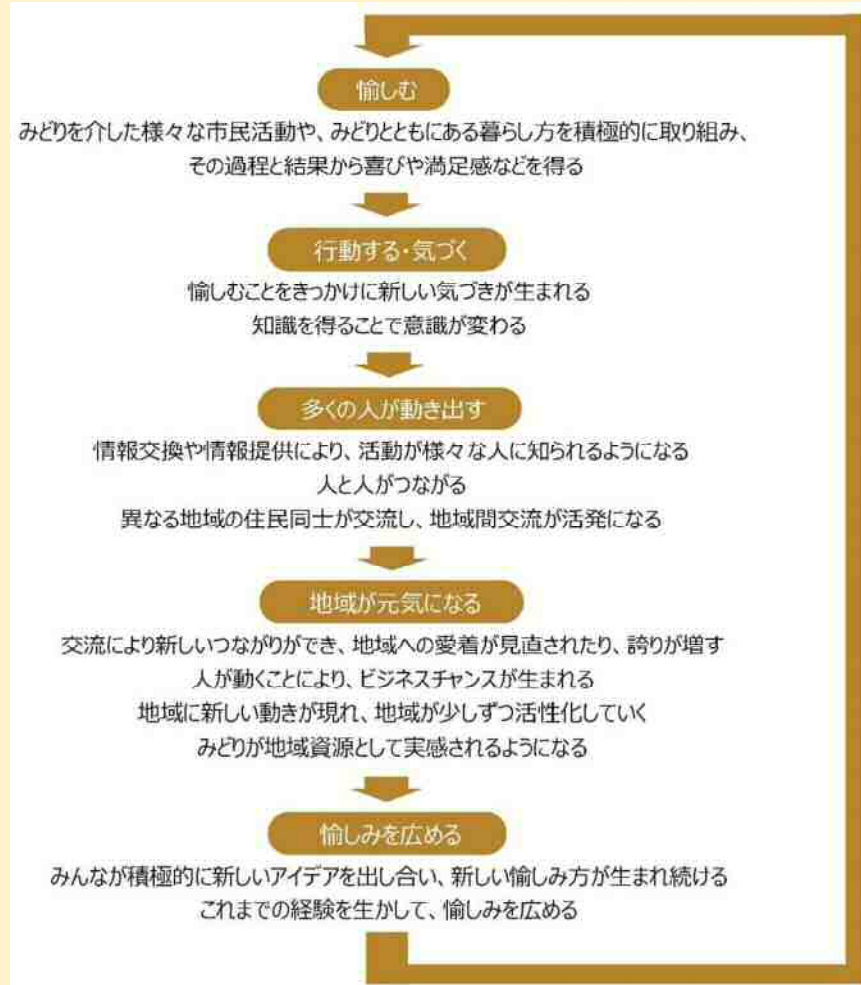 愉しむ
みどりを介した様々な市民活動や、みどりとともにある暮らし方を積極的に取り組み、
その過程と結果から喜びや満足感などを得る
行動する・気づく
愉しむことをきっかけに新しい気づきが生まれる
知識を得ることで意識が変わる
多くの人が動き出す
情報交換や情報提供により、活動が様々な人に知られるようになる
人と人がつながる
異なる地域の住民同士が交流し、地域間交流が活発になる
地域が元気になる
交流により新しいつながりができ、地域への愛着が見直されたり、誇りが増す
人が動くことにより、ビジネスチャンスが生まれる
地域に新しい動きが現れ、地域が少しずつ活性化していく
みどりが地域資源として実感されるようになる
愉しみを広める
みんなが積極的に新しいアイデアを出し合い、新しい愉しみ方が生まれ続ける
これまでの経験を生かして、愉しみを広める